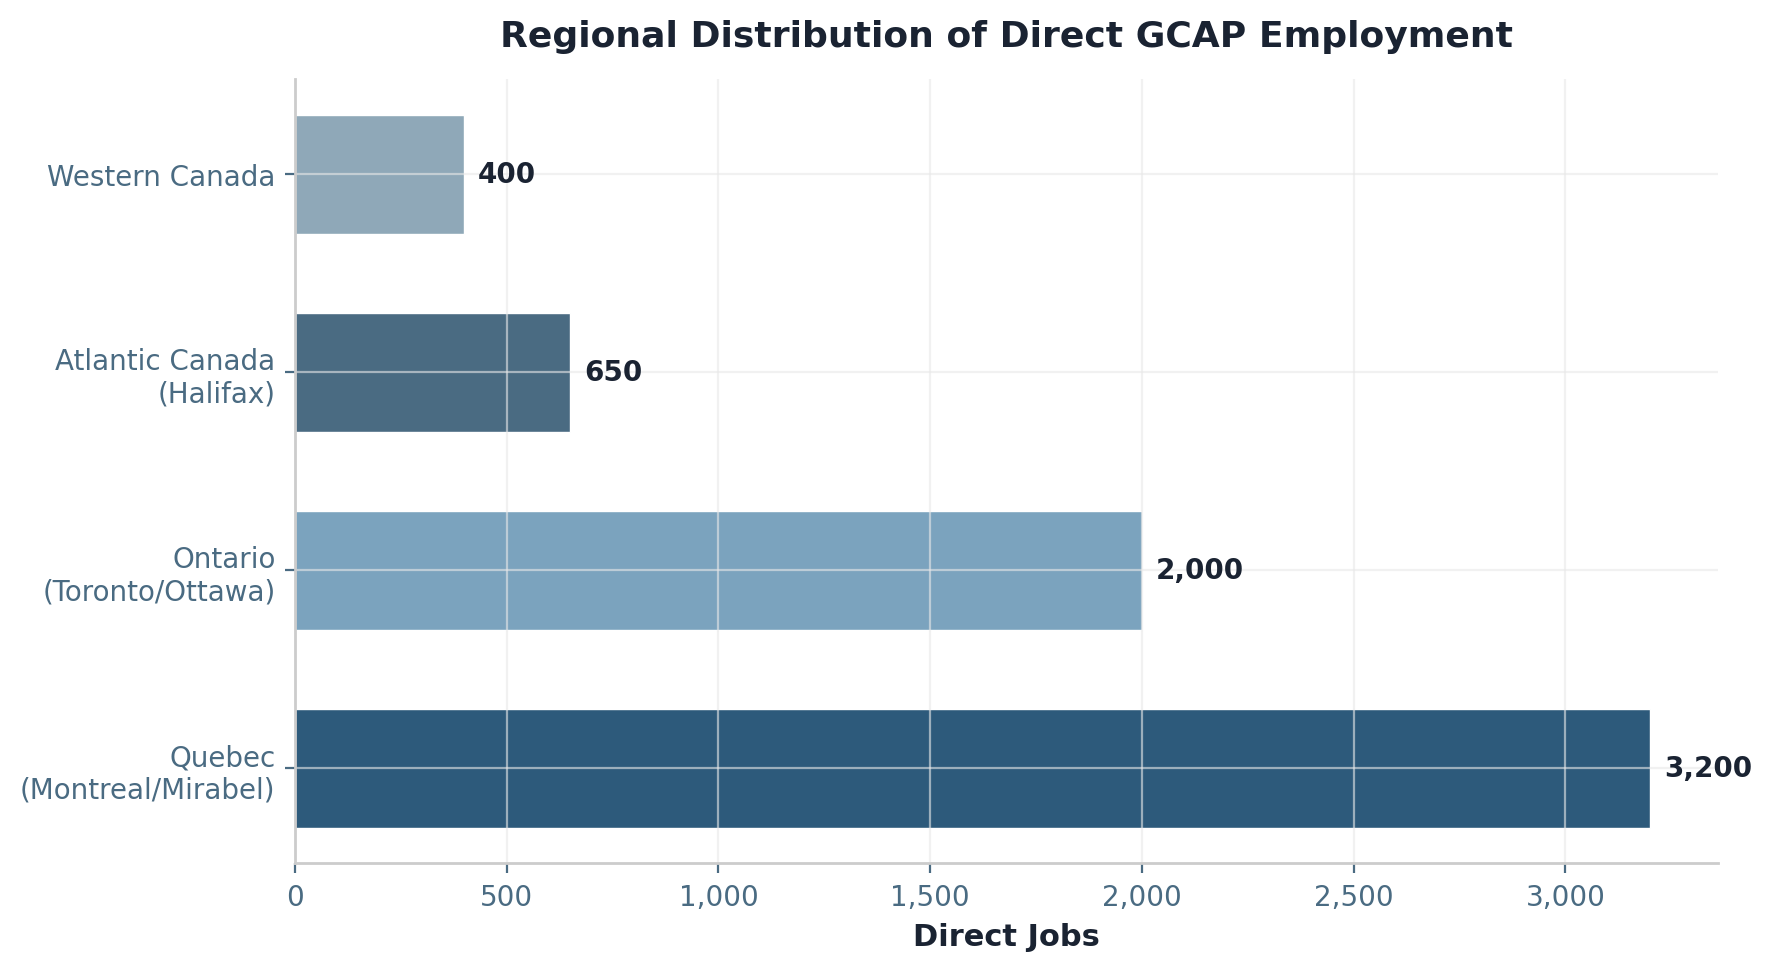 Regional Distribution of Direct GCAP Employment
Western Canada
400
Atlantic Canada
(Halifax)
650
Ontario
(Toronto/Ottawa)
2,000
Quebec
(Montreal/Mirabel)
3,200
0 500 1,000 1,500 2,000 2,500 3,000
Direct Jobs